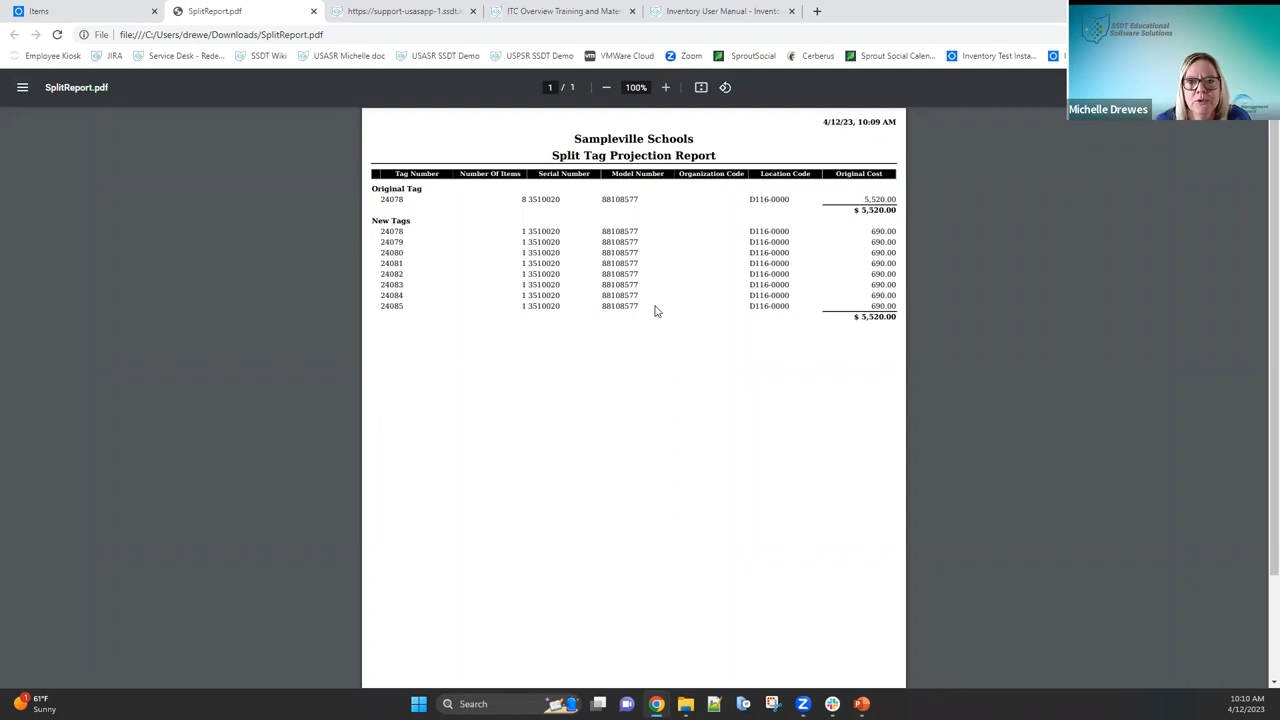 Items
SplitReport.pdf
https://support-usasapp-1.ssdt.i
ITC Overview Training and Mater
Inventory User Manual - Invento
File
file:///C:/Users/drewe/Downloads/SplitReport.pdf
Employee Kiosk
JIRA
Service Desk - Rede...
SSDT Wiki
USASR Michelle doc
USASR SSDT Demo
USPSR SSDT Demo
vm VMWare Cloud
Zoom
SproutSocial
Cerberus
Sprout Social Calen...
Inventory Test Insta...
SSDT Educational
Software Solutions
Michelle Drewes
SplitReport.pdf
1 / 1
100%
4/12/23, 10:09 AM
Sampleville Schools
Split Tag Projection Report
Tag Number Number Of Items Serial Number Model Number Organization Code Location Code Original Cost
Original Tag
24078 8 3510020 88108577 D116-0000 5,520.00
$ 5,520.00
New Tags
24078 1 3510020 88108577 D116-0000 690.00
24079 1 3510020 88108577 D116-0000 690.00
24080 1 3510020 88108577 D116-0000 690.00
24081 1 3510020 88108577 D116-0000 690.00
24082 1 3510020 88108577 D116-0000 690.00
24083 1 3510020 88108577 D116-0000 690.00
24084 1 3510020 88108577 D116-0000 690.00
24085 1 3510020 88108577 D116-0000 690.00
$ 5,520.00
1
61°F
Sunny
Search
10:10 AM
4/12/2023